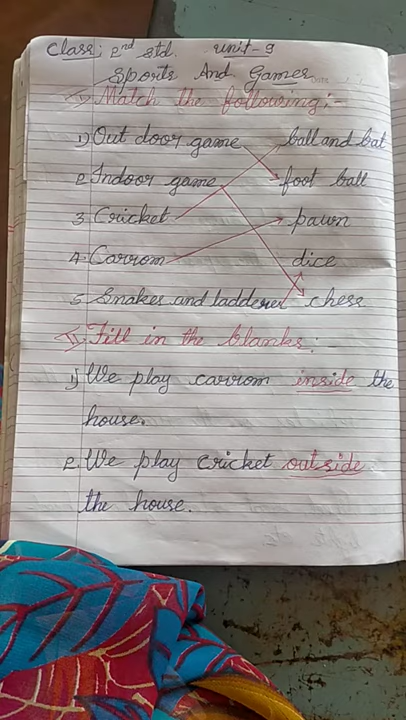 Class: 2nd std. unit-9
Sports And Games
I Match the following:-
1) Out door game ball and bat
2. Indoor game foot ball
3. Cricket pawn
4. Carrom dice
5. Snakes and ladderer chess
II. Fill in the blanks:-
1) We play carrom inside the
house.
2. We play cricket outside
the house.